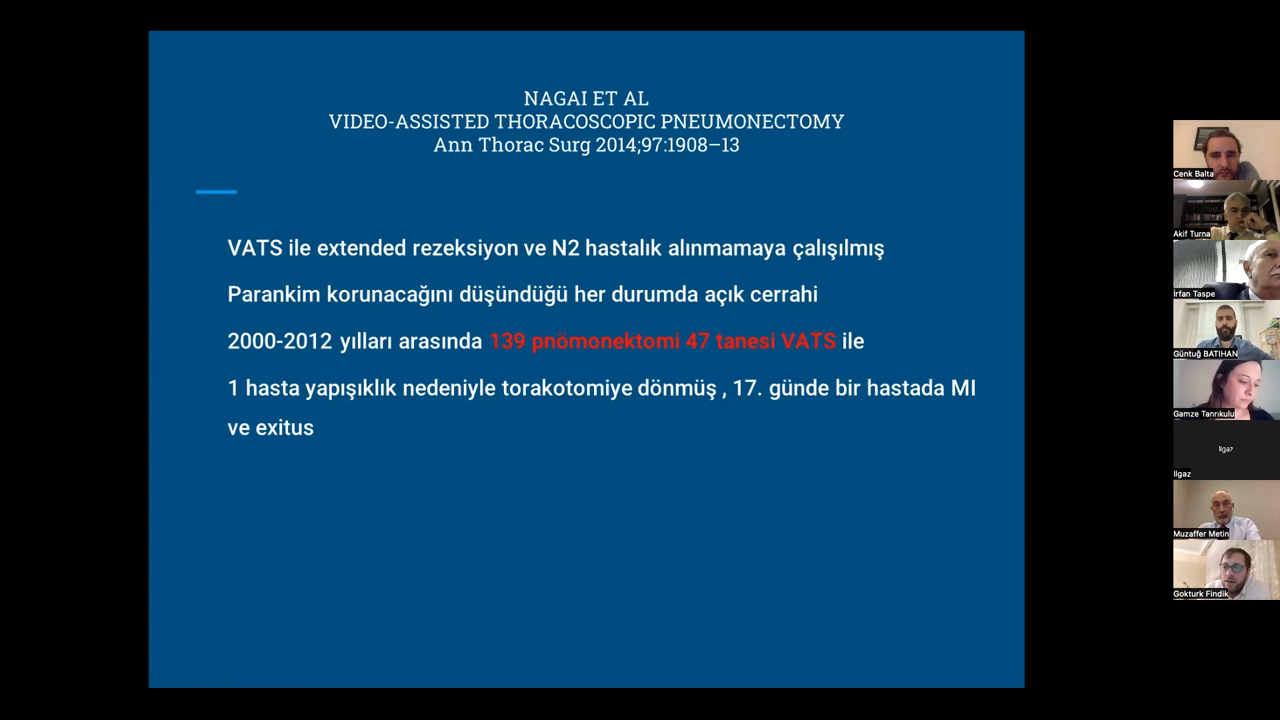 NAGAI ET AL
VIDEO-ASSISTED THORACOSCOPIC PNEUMONECTOMY
Ann Thorac Surg 2014;97:1908–13
VATS ile extended rezeksiyon ve N2 hastalık alınmamaya çalışılmış
Parankim korunacağını düşündüğü her durumda açık cerrahi
2000-2012 yılları arasında 139 pnömonektomi 47 tanesi VATS ile
1 hasta yapışıklık nedeniyle torakotomiye dönmüş , 17. günde bir hastada MI
ve exitus
Cenk Balta
Akif Turna
İrfan Taspe
Güntuğ BATIHAN
Gamze Tanrıkulu
Ilgaz
Ilgaz
Muzaffer Metin
Gokturk Findik